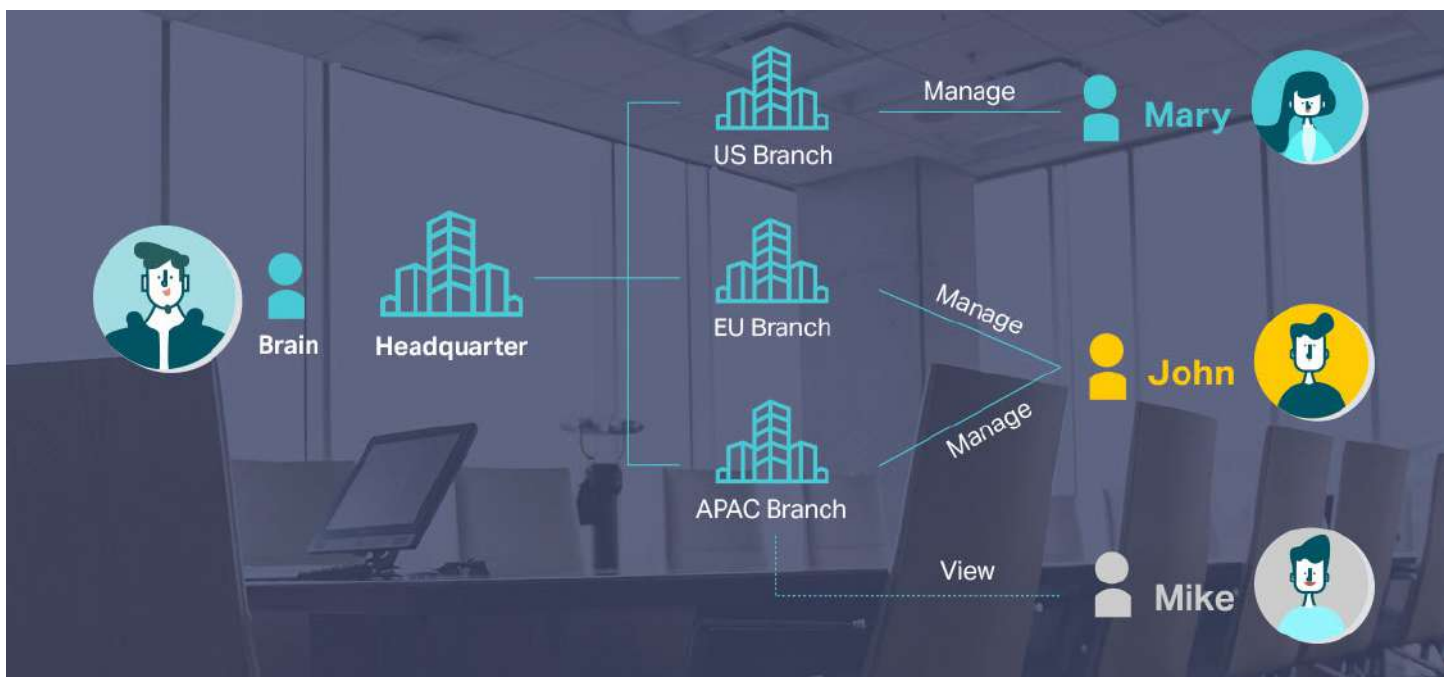 Manage
Mary
US Branch
Brain
Headquarter
EU Branch
Manage
John
Manage
APAC Branch
View
Mike